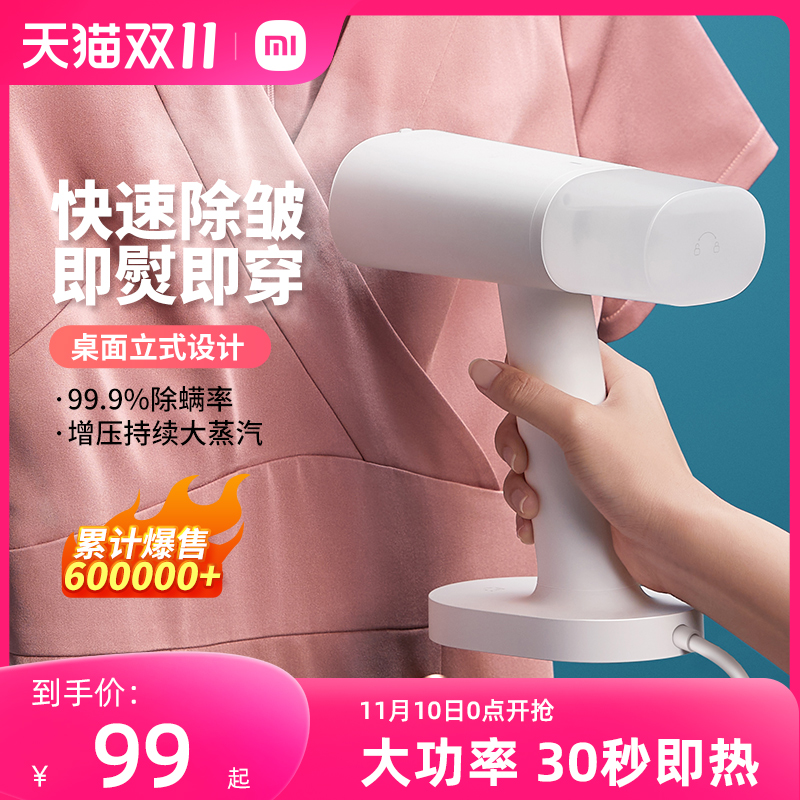 天猫双11
mi
快速除皱
即熨即穿
桌面立式设计
·99.9%除螨率
·增压持续大蒸汽
累计爆售
600000+
到手价:
¥ 99 起
11月10日0点开抢
大功率 30秒即热